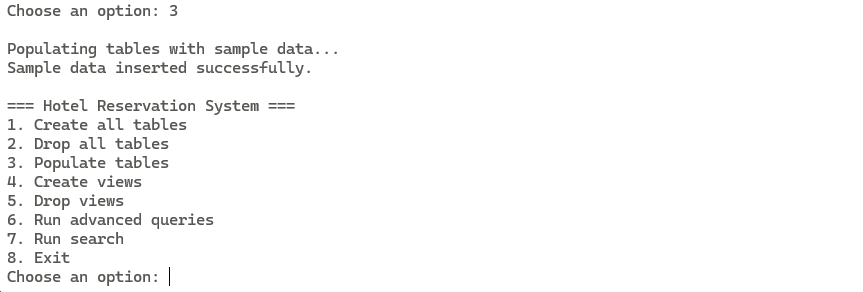 Choose an option: 3
Populating tables with sample data...
Sample data inserted successfully.
=== Hotel Reservation System ===
1. Create all tables
2. Drop all tables
3. Populate tables
4. Create views
5. Drop views
6. Run advanced queries
7. Run search
8. Exit
Choose an option: